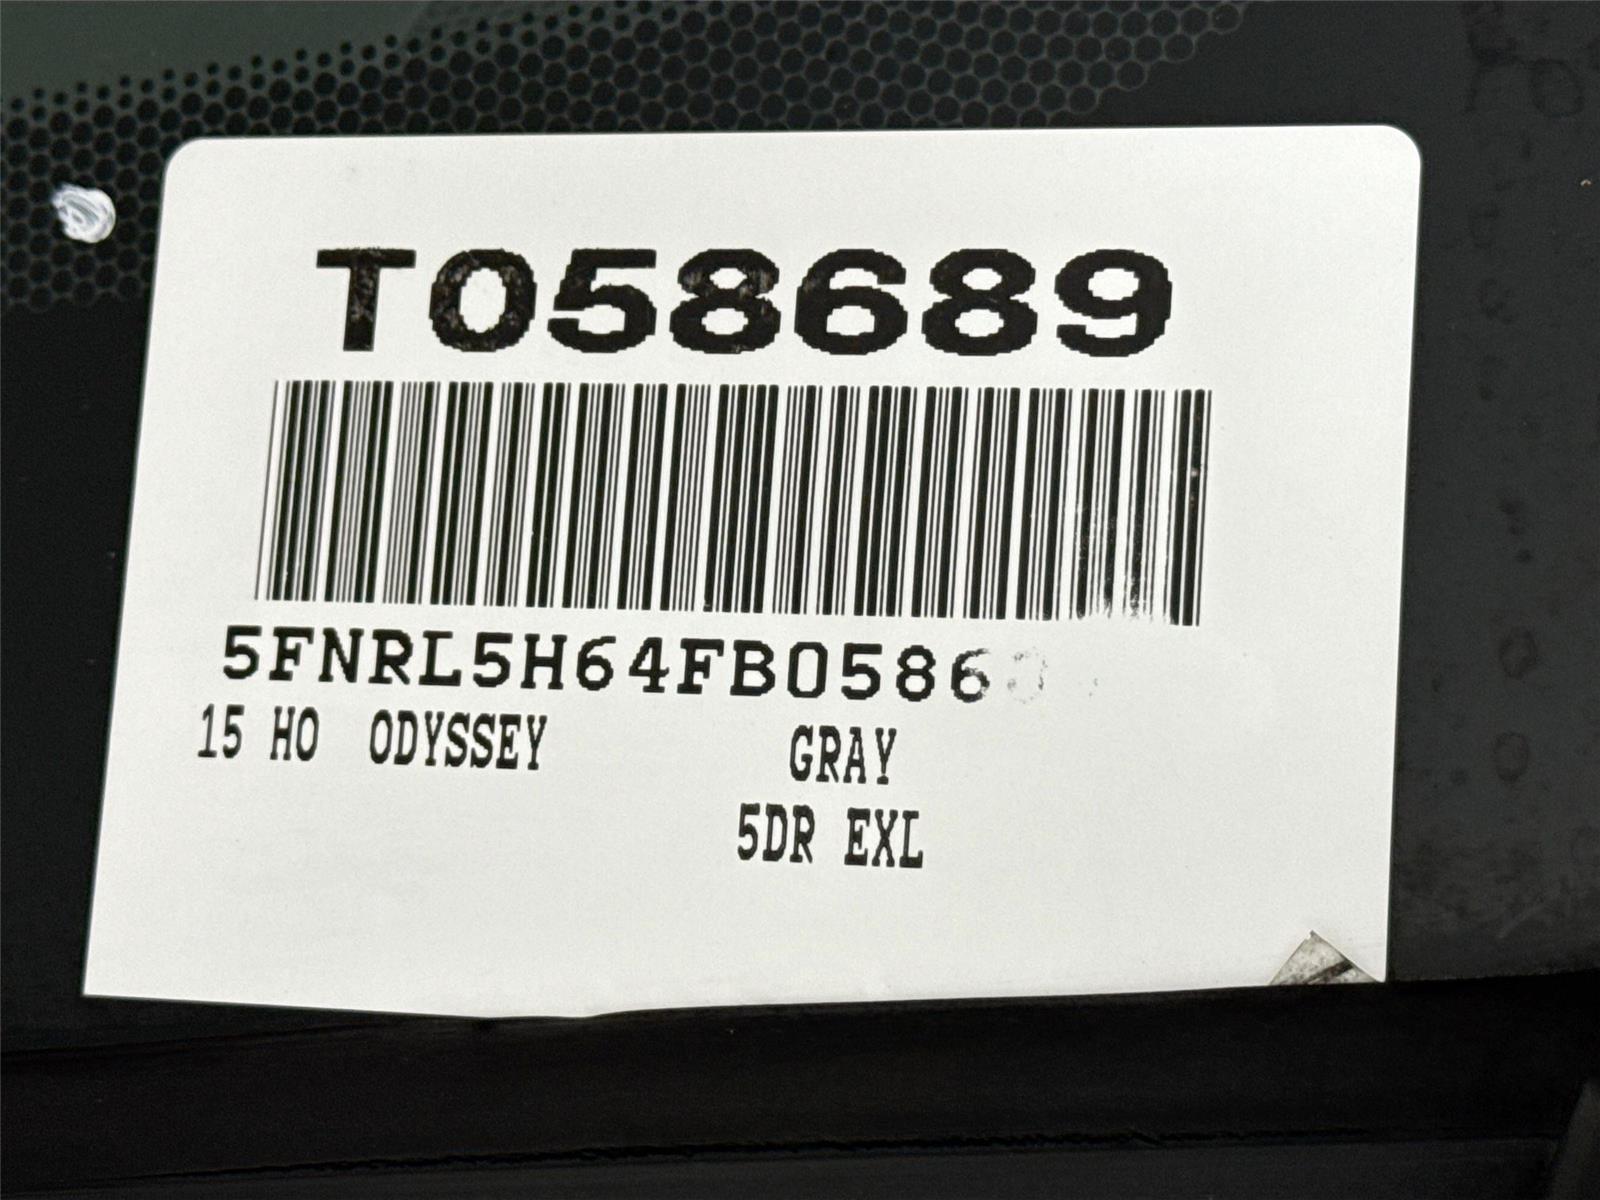 T058689
5FNRL5H64FB0586
15 HO ODYSSEY GRAY
5DR EXL